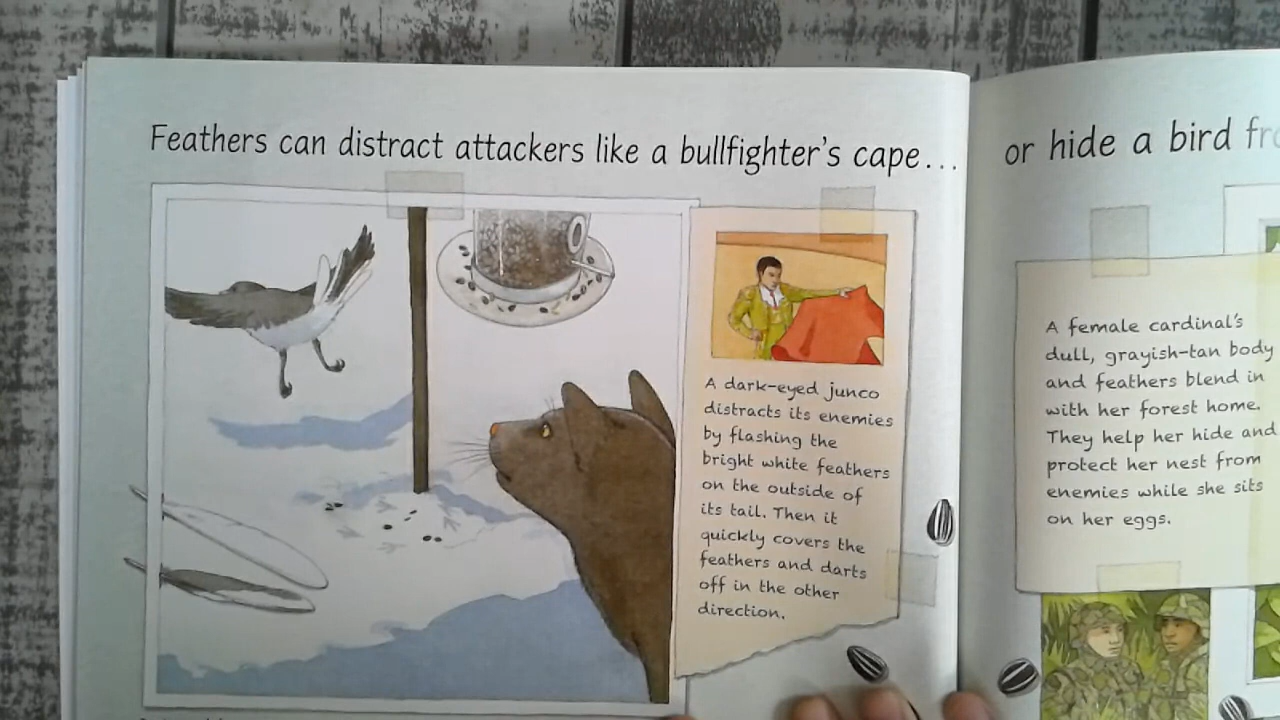 Feathers can distract attackers like a bullfighter's cape...
A dark-eyed junco
distracts its enemies
by flashing the
bright white feathers
on the outside of
its tail. Then it
quickly covers the
feathers and darts
off in the other
direction.
or hide a bird
A female cardinal's
dull, grayish-tan body
and feathers blend in
with her forest home.
They help her hide and
protect her nest from
enemies while she sits
on her eggs.